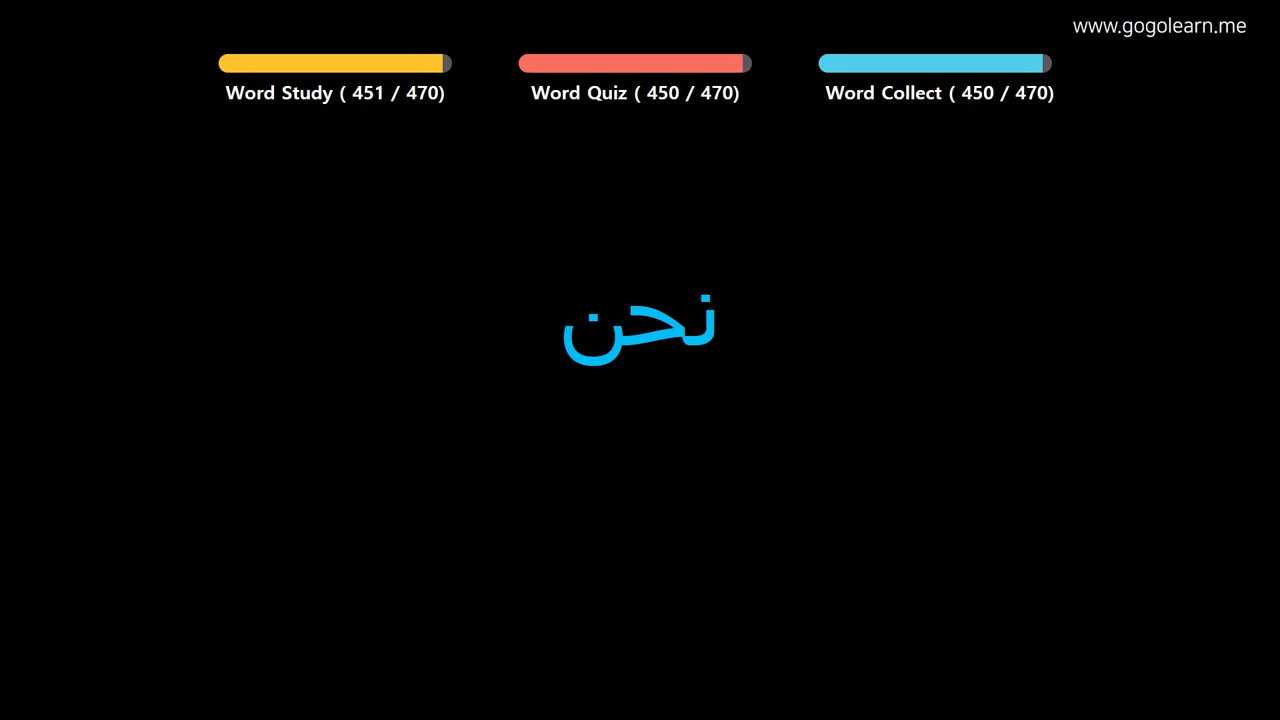 www.gogolearn.me
Word Study ( 451 / 470)
Word Quiz ( 450 / 470)
Word Collect ( 450 / 470)
نحن